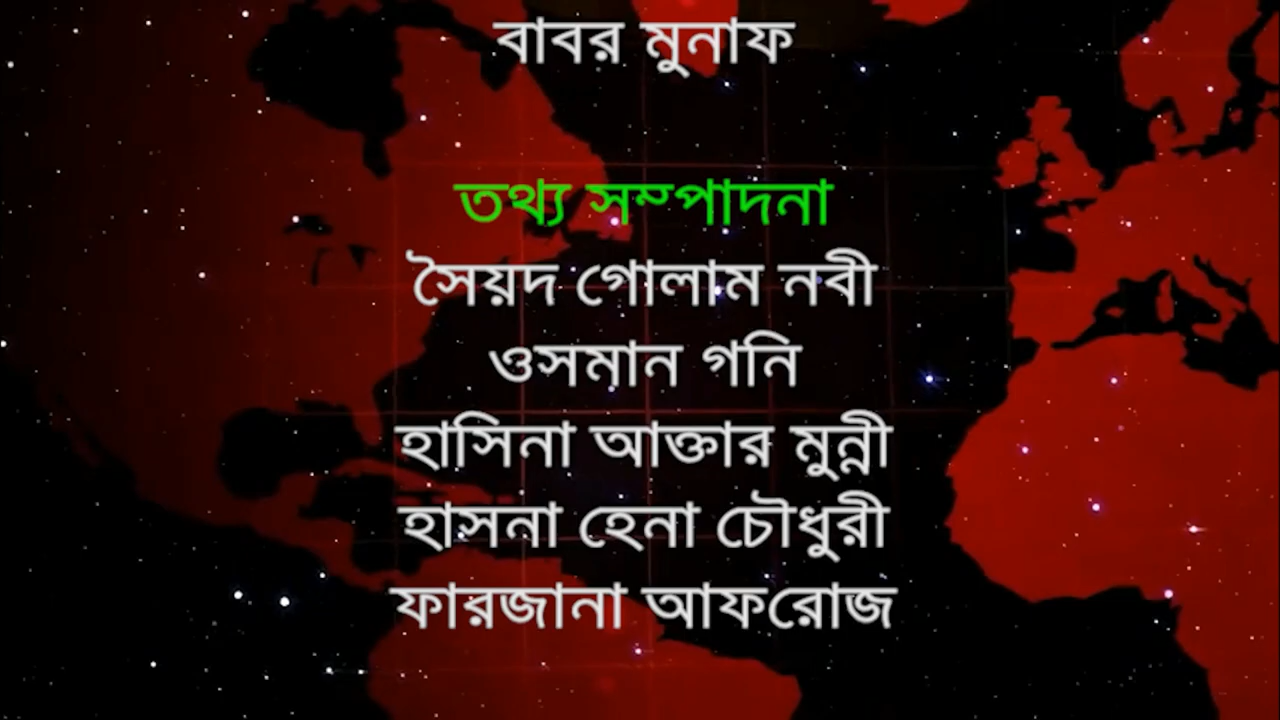 বাবর মুনাফ
তথ্য সম্পাদনা
সৈয়দ গোলাম নবী
ওসমান গনি
হাসিনা আক্তার মুন্নী
হাসনা হেনা চৌধুরী
ফারজানা আফরোজ